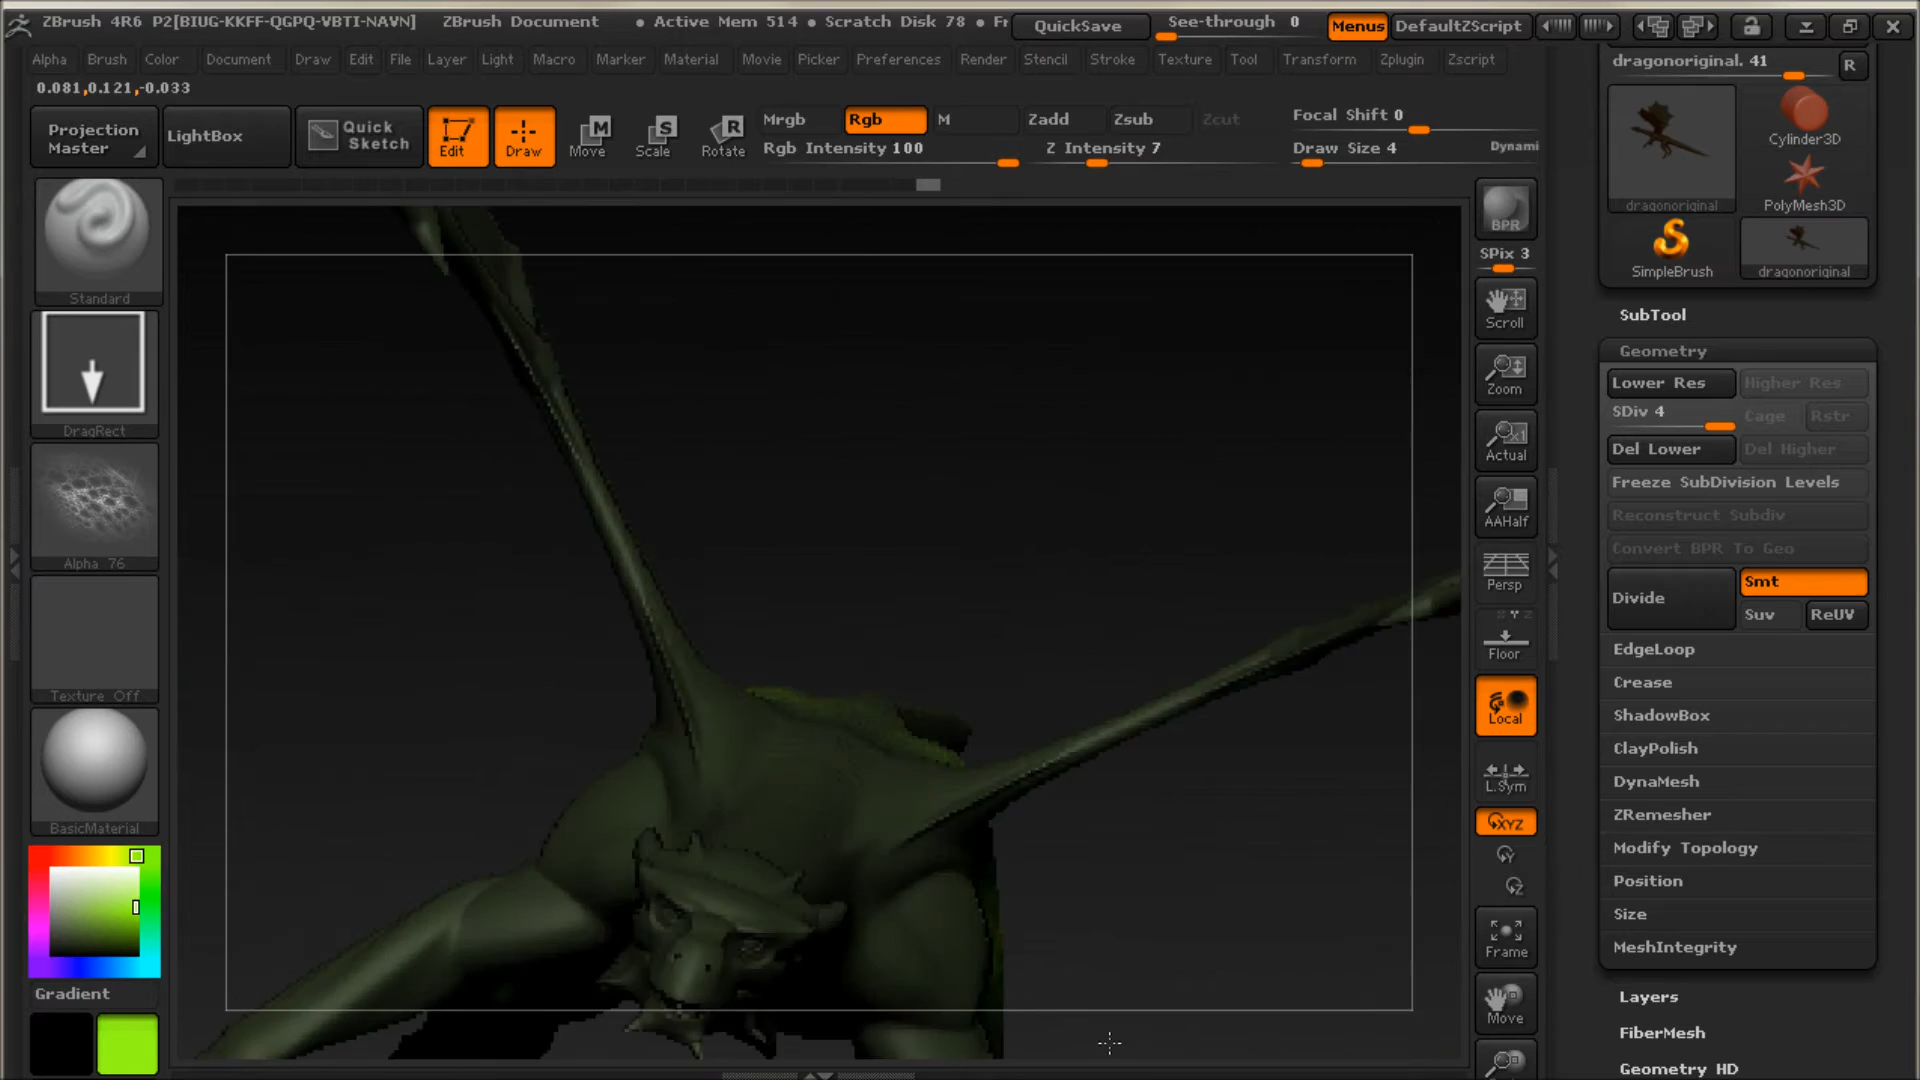 ZBrush 4R6 P2[BIUG-KKFF-QGPQ-VBTI-NAVN] ZBrush Document • Active Mem 514 • Scratch Disk 78 • Fr QuickSave See-through 0 Menus DefaultZScript
Alpha Brush Color Document Draw Edit File Layer Light Macro Marker Material Movie Picker Preferences Render Stencil Stroke Texture Tool Transform Zplugin Zscript
0.081,0.121,-0.033
Projection Master
LightBox
Quick Sketch
Edit
Draw
Move
Scale
Rotate
Mrgb Rgb M Zadd Zsub Zcut
Rgb Intensity 100 Z Intensity 7
Focal Shift 0
Draw Size 4 Dynami
Standard
DragRect
Alpha 76
Texture Off
BasicMaterial
Gradient
BPR
SPix 3
Scroll
Zoom
Actual
AAHalf
Persp
Floor
Local
L.Sym
XYZ
Y
Z
Frame
Move
dragonoriginal. 41 R
dragonoriginal
Cylinder3D
PolyMesh3D
SimpleBrush
dragonoriginal
SubTool
Geometry
Lower Res Higher Res
SDiv 4 Cage Rstr
Del Lower Del Higher
Freeze SubDivision Levels
Reconstruct Subdiv
Convert BPR To Geo
Divide Smt
Suv ReUV
EdgeLoop
Crease
ShadowBox
ClayPolish
DynaMesh
ZRemesher
Modify Topology
Position
Size
MeshIntegrity
Layers
FiberMesh
Geometry HD